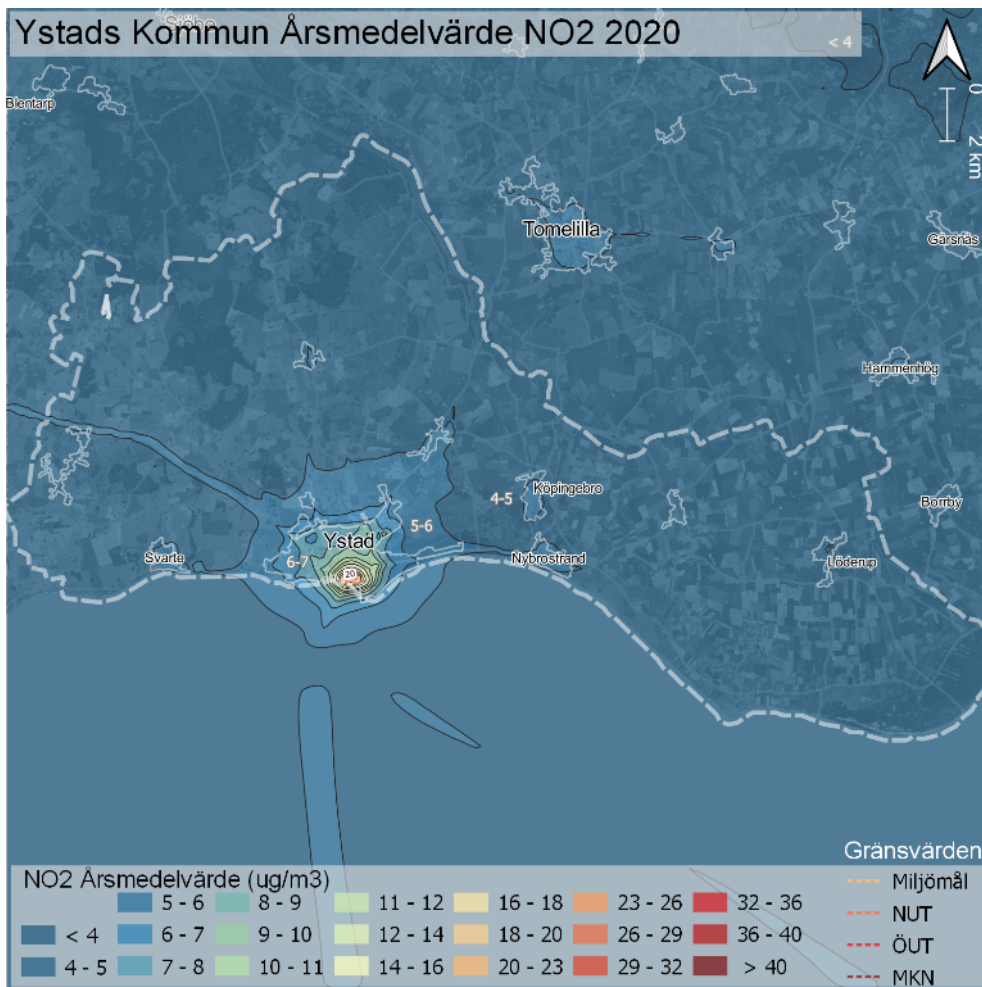 Ystads Kommun Årsmedelvärde NO2 2020
Sjöbo
< 4
0
2 km
Blentarp
Tomelilla
Gärsnäs
Hammenhög
4-5
Köpingebro
Borrby
5-6
Ystad
Svarte
6-7
20
Nybrostrand
Löderup
NO2 Årsmedelvärde (ug/m3)
< 4
4 - 5
5 - 6
6 - 7
7 - 8
8 - 9
9 - 10
10 - 11
11 - 12
12 - 14
14 - 16
16 - 18
18 - 20
20 - 23
23 - 26
26 - 29
29 - 32
32 - 36
36 - 40
> 40
Gränsvärden
Miljömål
NUT
ÖUT
MKN